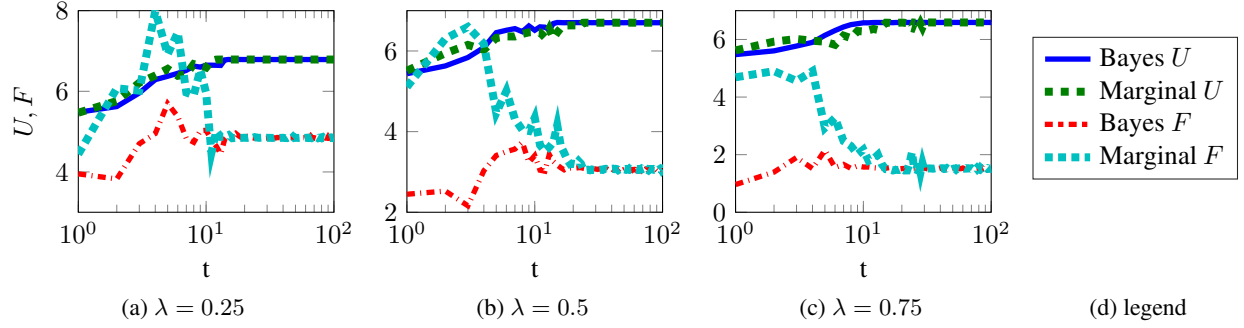 U, F
8
6
4
10^0
10^1
10^2
t
(a) λ = 0.25
6
4
2
10^0
10^1
10^2
t
(b) λ = 0.5
6
4
2
0
10^0
10^1
10^2
t
(c) λ = 0.75
Bayes U
Marginal U
Bayes F
Marginal F
(d) legend